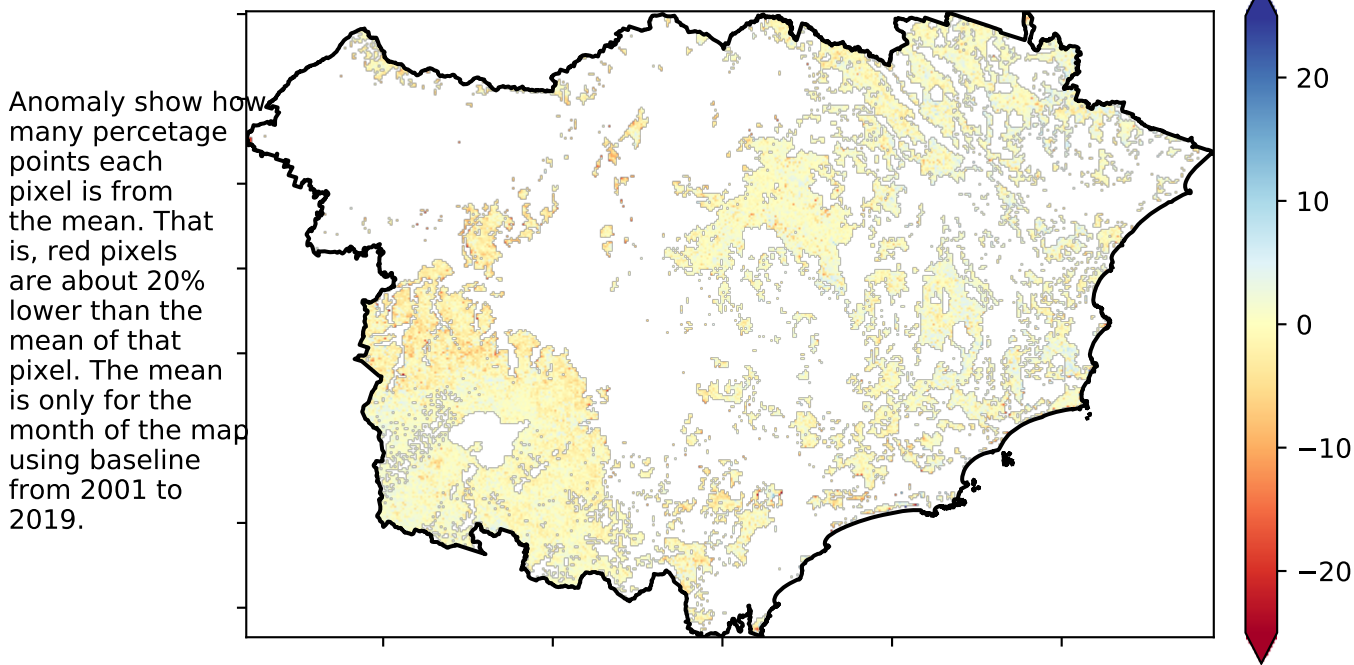 Anomaly show how
many percetage
points each
pixel is from
the mean. That
is, red pixels
are about 20%
lower than the
mean of that
pixel. The mean
is only for the
month of the map
using baseline
from 2001 to
2019.
20
10
0
−10
−20